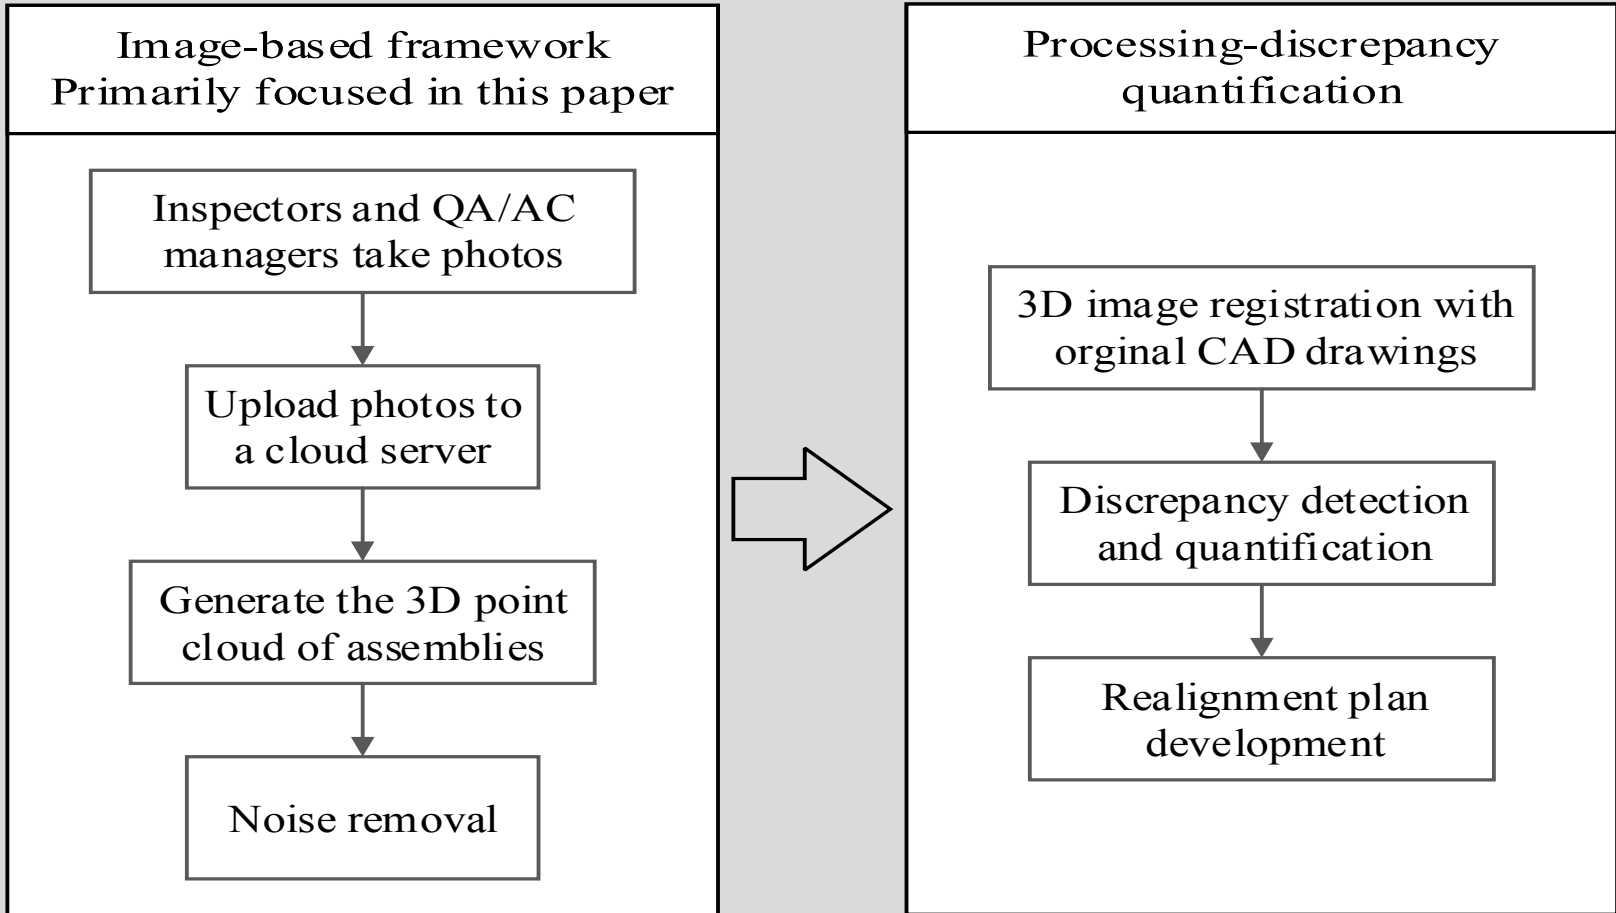 Image-based framework
Primarily focused in this paper
Inspectors and QA/AC
managers take photos
Upload photos to
a cloud server
Generate the 3D point
cloud of assemblies
Noise removal
Processing-discrepancy
quantification
3D image registration with
orginal CAD drawings
Discrepancy detection
and quantification
Realignment plan
development